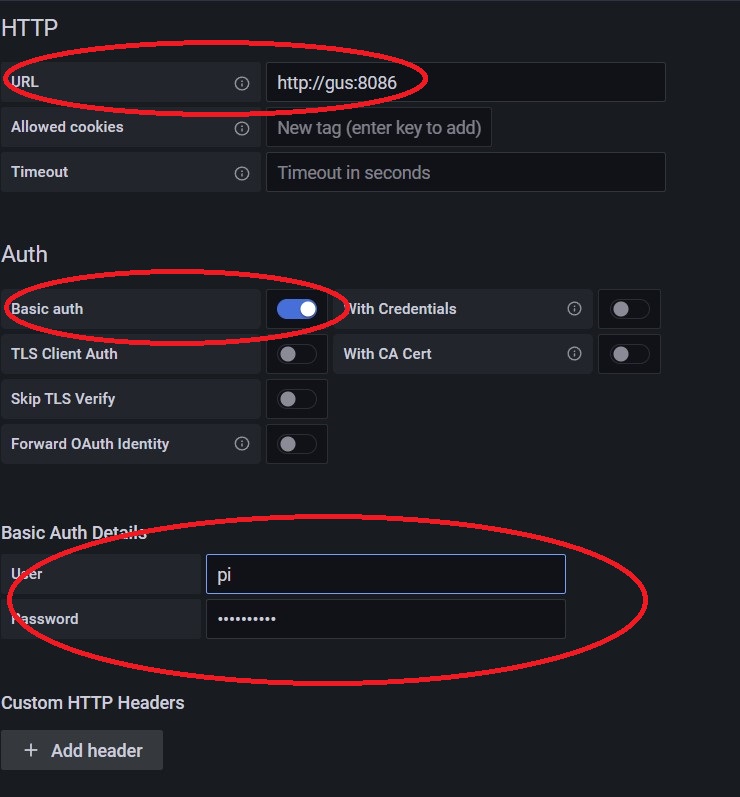 HTTP
URL http://gus:8086
Allowed cookies New tag (enter key to add)
Timeout Timeout in seconds
Auth
Basic auth With Credentials
TLS Client Auth With CA Cert
Skip TLS Verify
Forward OAuth Identity
Basic Auth Details
User pi
Password ••••••••••
Custom HTTP Headers
+ Add header